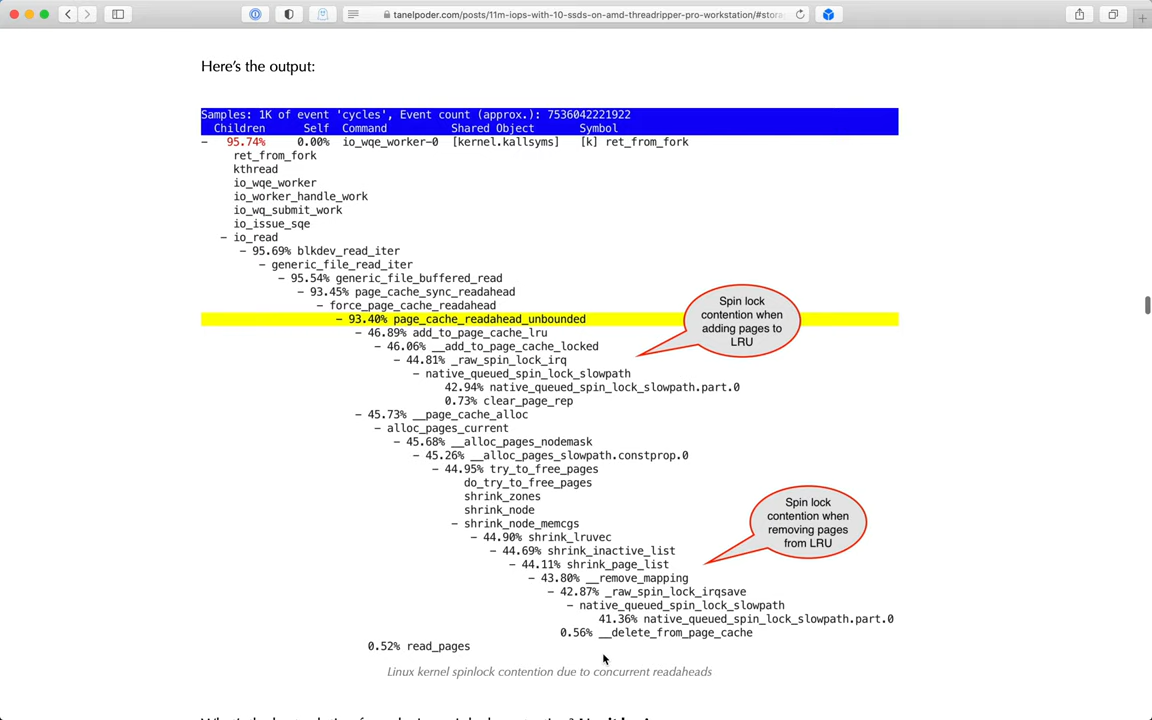 tanelpoder.com/posts/11m-iops-with-10-ssds-on-amd-threadripper-pro-workstation/#stora
Here's the output:
Samples: 1K of event 'cycles', Event count (approx.): 7536042221922
Children Self Command Shared Object Symbol
- 95.74% 0.00% io_wqe_worker-0 [kernel.kallsyms] [k] ret_from_fork
ret_from_fork
kthread
io_wqe_worker
io_worker_handle_work
io_wq_submit_work
io_issue_sqe
- io_read
- 95.69% blkdev_read_iter
- generic_file_read_iter
- 95.54% generic_file_buffered_read
- 93.45% page_cache_sync_readahead
- force_page_cache_readahead
- 93.40% page_cache_readahead_unbounded
- 46.89% add_to_page_cache_lru
- 46.06% __add_to_page_cache_locked
- 44.81% _raw_spin_lock_irq
- native_queued_spin_lock_slowpath
42.94% native_queued_spin_lock_slowpath.part.0
0.73% clear_page_rep
Spin lock
contention when
adding pages to
LRU
- 45.73% __page_cache_alloc
- alloc_pages_current
- 45.68% __alloc_pages_nodemask
- 45.26% __alloc_pages_slowpath.constprop.0
- 44.95% try_to_free_pages
do_try_to_free_pages
shrink_zones
shrink_node
- shrink_node_memcgs
- 44.90% shrink_lruvec
- 44.69% shrink_inactive_list
- 44.11% shrink_page_list
- 43.80% __remove_mapping
- 42.87% _raw_spin_lock_irqsave
- native_queued_spin_lock_slowpath
41.36% native_queued_spin_lock_slowpath.part.0
0.56% __delete_from_page_cache
Spin lock
contention when
removing pages
from LRU
0.52% read_pages
Linux kernel spinlock contention due to concurrent readaheads